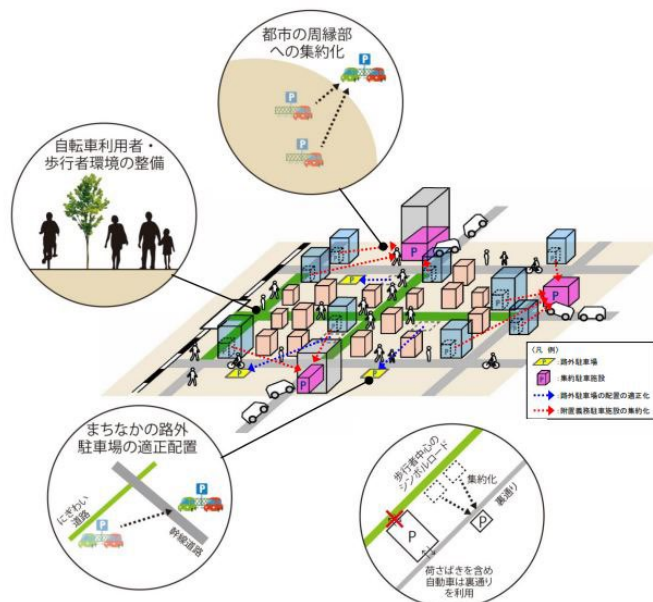 都市の周縁部
への集約化
P
P
P
自転車利用者・
歩行者環境の整備
P
P
P
P
P
P
〈凡 例〉
P :路外駐車場
P :集約駐車施設
:路外駐車場の配置の適正化
:附置義務駐車施設の集約化
まちなかの路外
駐車場の適正配置
にぎわい
道路
P
P
幹線道路
歩行者中心の
シンボルロード
集約化
裏通り
P
P
荷さばきを含め
自動車は裏通り
を利用